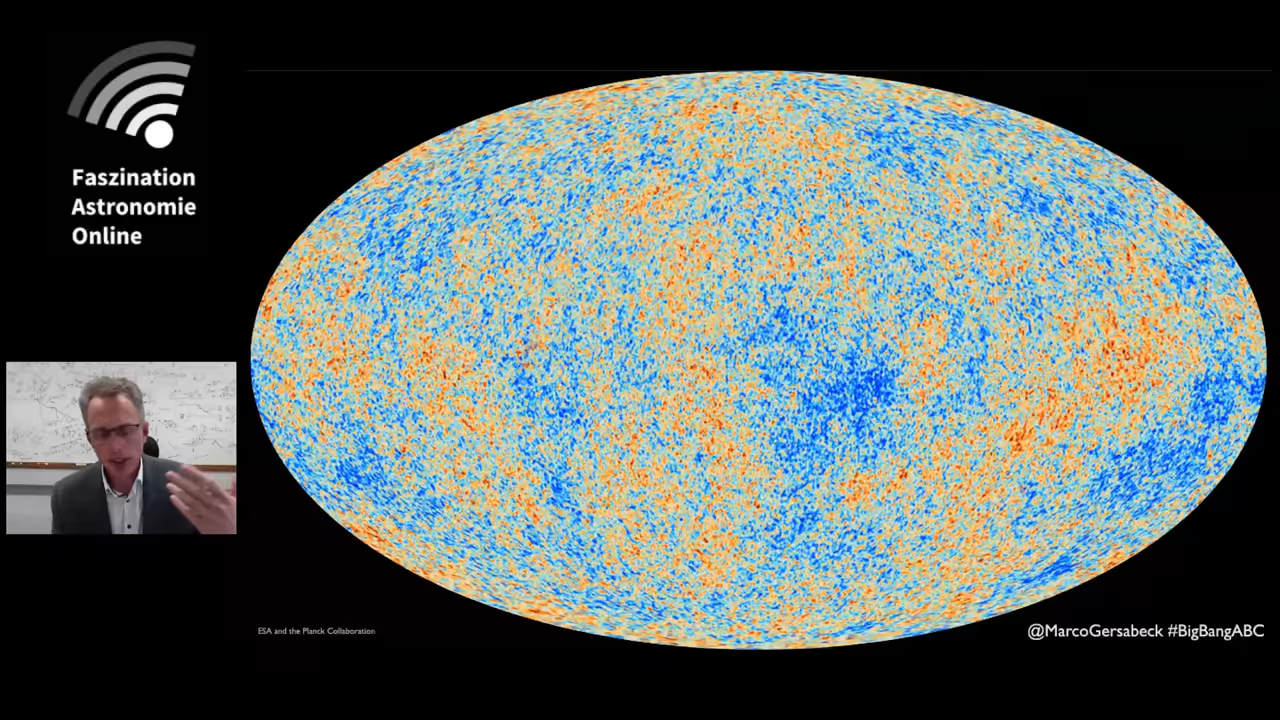 Faszination
Astronomie
Online
ESA and the Planck Collaboration
@MarcoGersabeck #BigBangABC